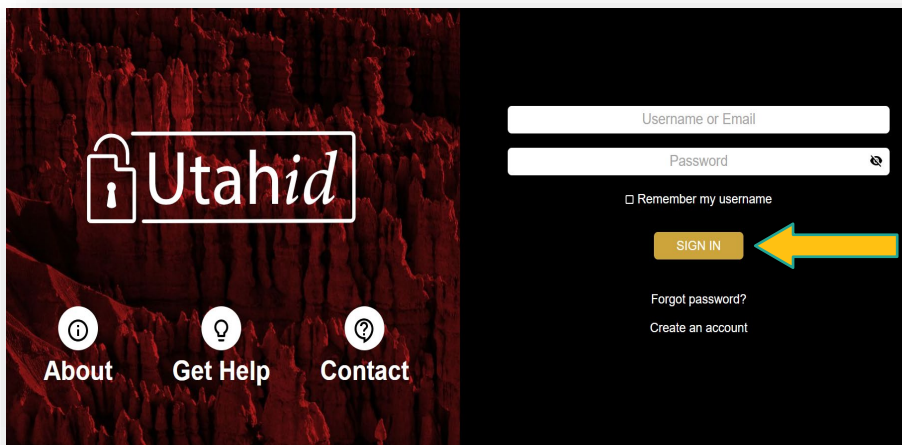 Utahid
About
Get Help
Contact
Username or Email
Password
Remember my username
SIGN IN
Forgot password?
Create an account